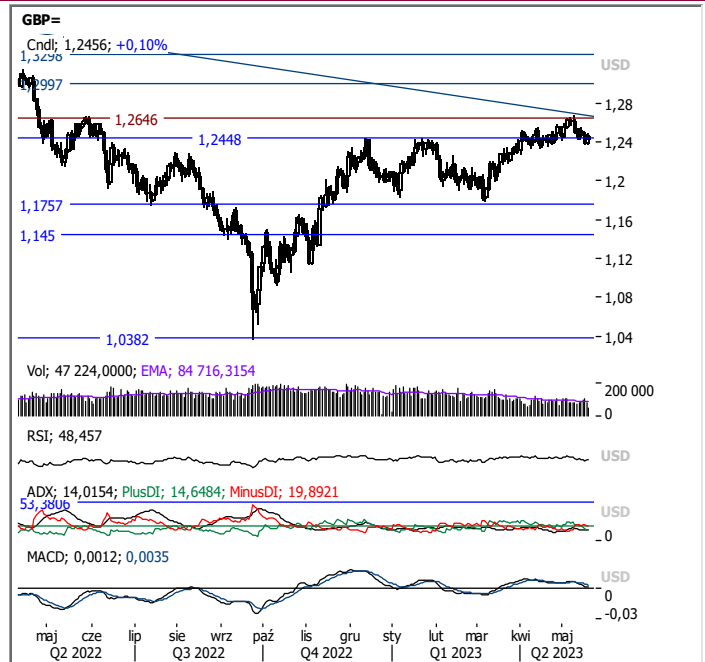 GBP=
Cndl; 1,2456; +0,10%
1,3298
USD
1,2997
1,28
1,2646
1,2448
1,24
1,2
1,1757
1,16
1,145
1,12
1,08
1,0382
1,04
Vol; 47 224,0000; EMA; 84 716,3154
200 000
0
RSI; 48,457
USD
ADX; 14,0154; PlusDI; 14,6484; MinusDI; 19,8921
53,3806
USD
0
MACD; 0,0012; 0,0035
USD
0
-0,03
maj cze lip sie wrz paź lis gru sty lut mar kwi maj
Q2 2022 Q3 2022 Q4 2022 Q1 2023 Q2 2023